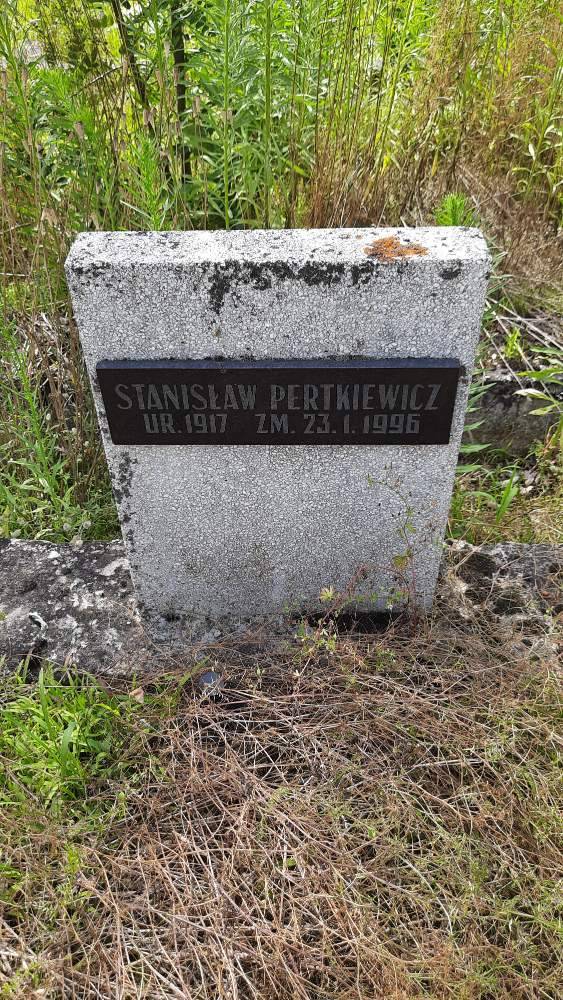 STANISŁAW PERTKIEWICZ
UR. 1917 ZM. 23.1.1996